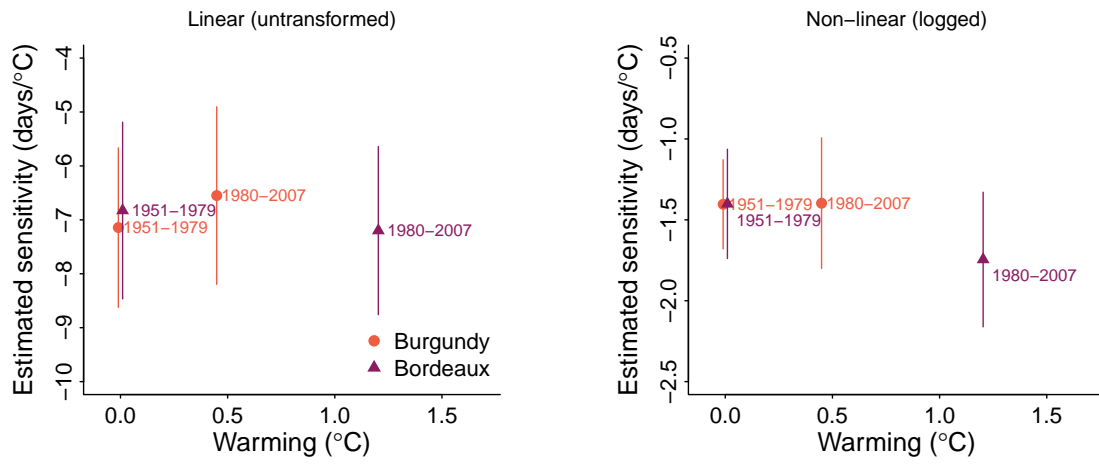 Linear (untransformed)
Estimated sensitivity (days/°C)
−4
−5
−6
−7
−8
−9
−10
1980−2007
1951−1979
1951−1979
1980−2007
Burgundy
Bordeaux
0.0 0.5 1.0 1.5
Warming (°C)
Non−linear (logged)
Estimated sensitivity (days/°C)
−0.5
−1.0
−1.5
−2.0
−2.5
1951−1979 1980−2007
1951−1979
1980−2007
0.0 0.5 1.0 1.5
Warming (°C)